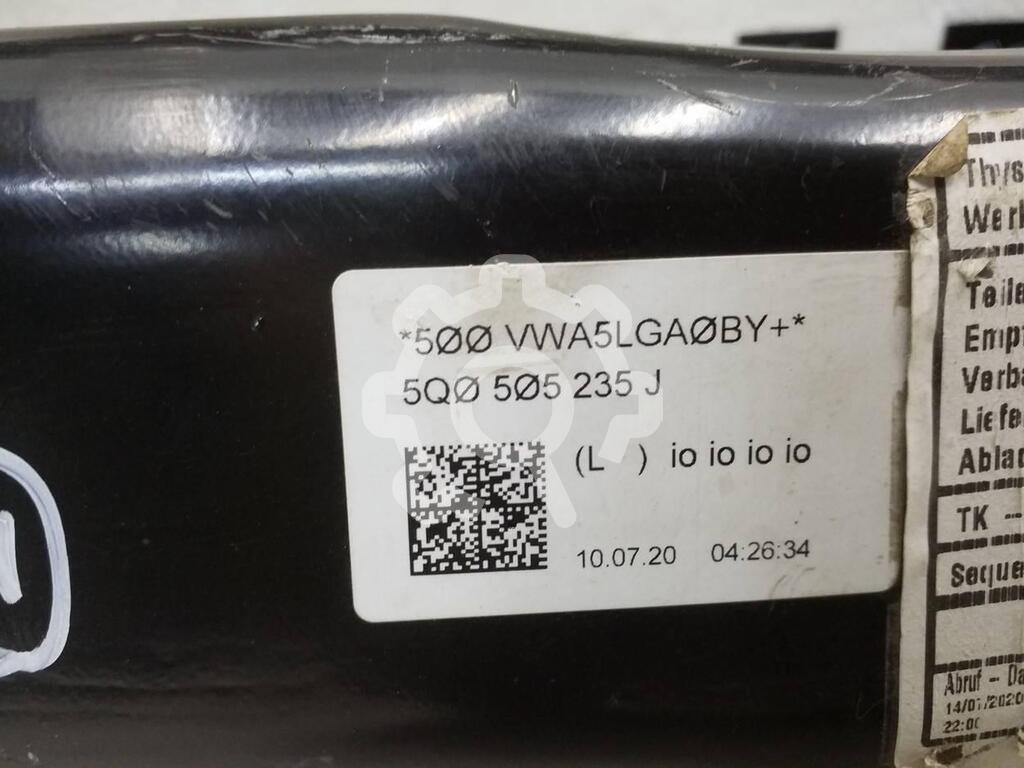 *5ØØ VWA5LGAØBY+*
5QØ 5Ø5 235 J
(L ) io io io io
10.07.20 04:26:34
Thys
Werk
Teile
Empf
Verba
Liefe
Ablad
TK --
Seque
Abruf - Da
14/07/2020
22:00